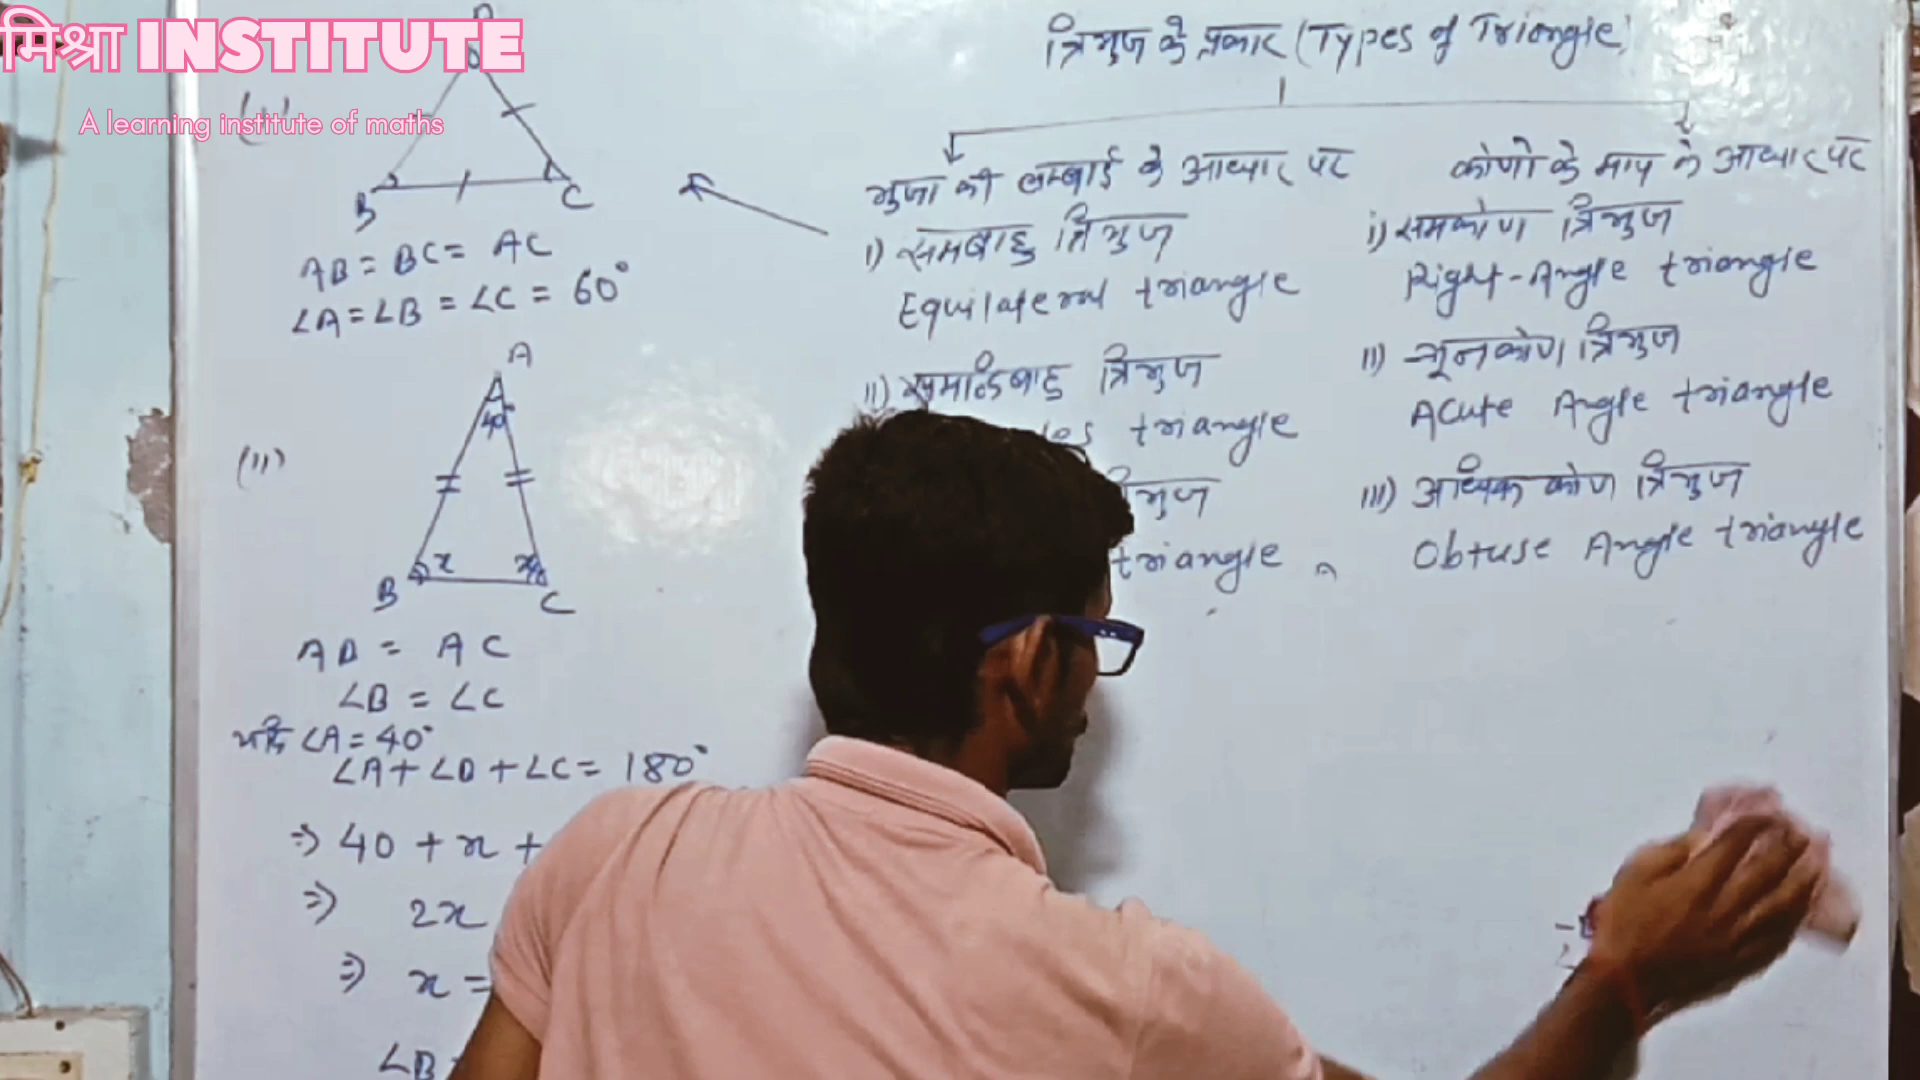 मिश्रा INSTITUTE
A learning institute of maths
A
B C
AB = BC = AC
∠A = ∠B = ∠C = 60°
(ii)
A
40°
x x
B C
AB = AC
∠B = ∠C
यदि ∠A = 40°
∠A + ∠B + ∠C = 180°
⇒ 40 + x +
⇒ 2x
⇒ x =
∠B
त्रिभुज के प्रकार (Types of Triangle)
भुजा की लम्बाई के आधार पर
i) समबाहु त्रिभुज
Equilateral triangle
ii) समद्विबाहु त्रिभुज
triangle
triangle
कोणों के माप के आधार पर
i) समकोण त्रिभुज
Right-Angle triangle
ii) न्यूनकोण त्रिभुज
Acute Angle triangle
iii) अधिक कोण त्रिभुज
Obtuse Angle triangle